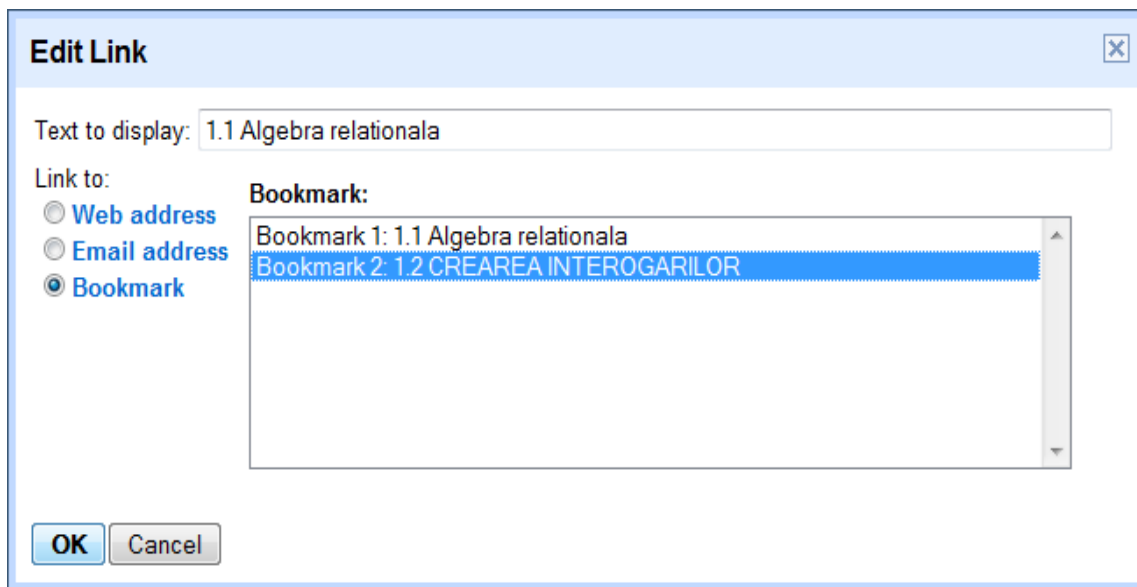 Edit Link
Text to display: 1.1 Algebra relationala
Link to:
Web address
Email address
Bookmark
Bookmark:
Bookmark 1: 1.1 Algebra relationala
Bookmark 2: 1.2 CREAREA INTEROGARILOR
OK Cancel